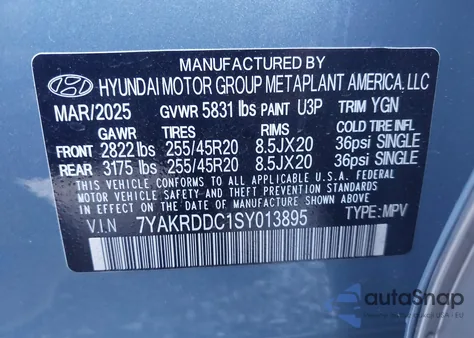 MANUFACTURED BY
HYUNDAI MOTOR GROUP METAPLANT AMERICA, LLC
MAR/2025 GVWR 5831 lbs PAINT U3P TRIM YGN
GAWR TIRES RIMS COLD TIRE INFL
FRONT 2822 lbs 255/45R20 8.5JX20 36psi SINGLE
REAR 3175 lbs 255/45R20 8.5JX20 36psi SINGLE
THIS VEHICLE CONFORMS TO ALL APPLICABLE U.S.A. FEDERAL
MOTOR VEHICLE SAFETY AND THEFT PREVENTION STANDARDS
IN EFFECT ON THE DATE OF MANUFACTURE SHOWN ABOVE.
V.I.N 7YAKRDDC1SY013895 TYPE: MPV
autoSnap